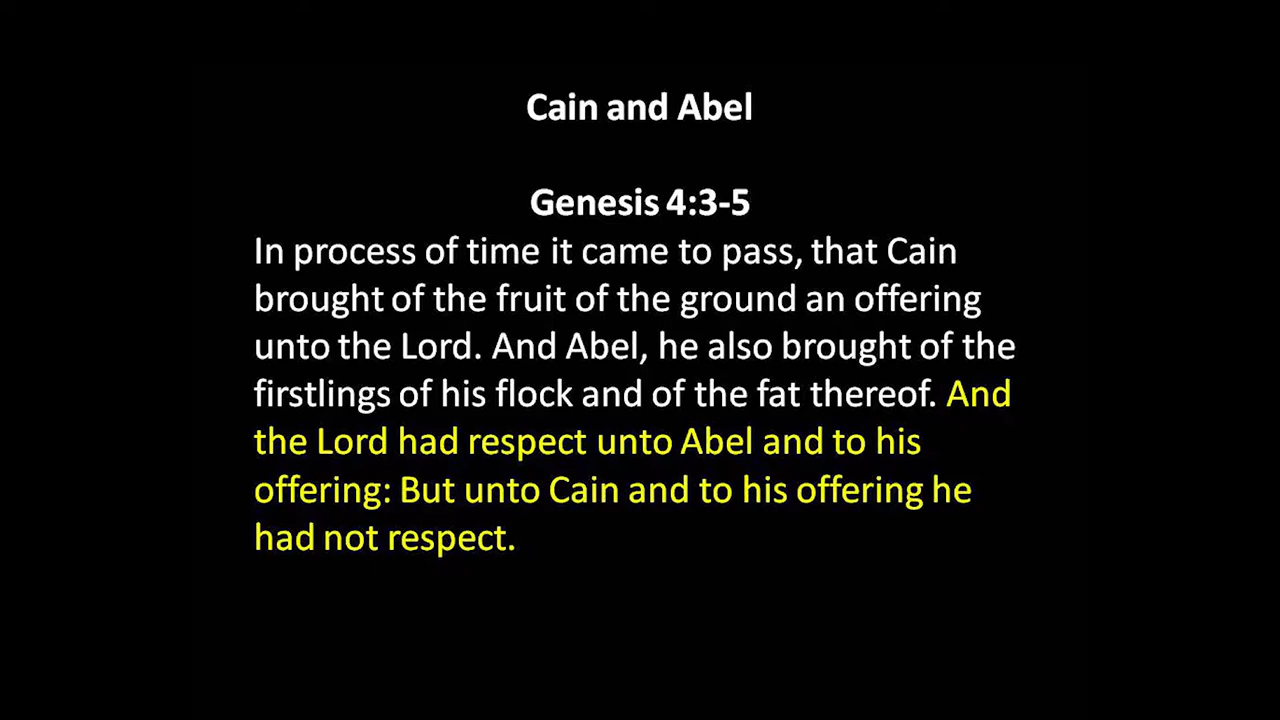 Cain and Abel
Genesis 4:3-5
In process of time it came to pass, that Cain
brought of the fruit of the ground an offering
unto the Lord. And Abel, he also brought of the
firstlings of his flock and of the fat thereof. And
the Lord had respect unto Abel and to his
offering: But unto Cain and to his offering he
had not respect.